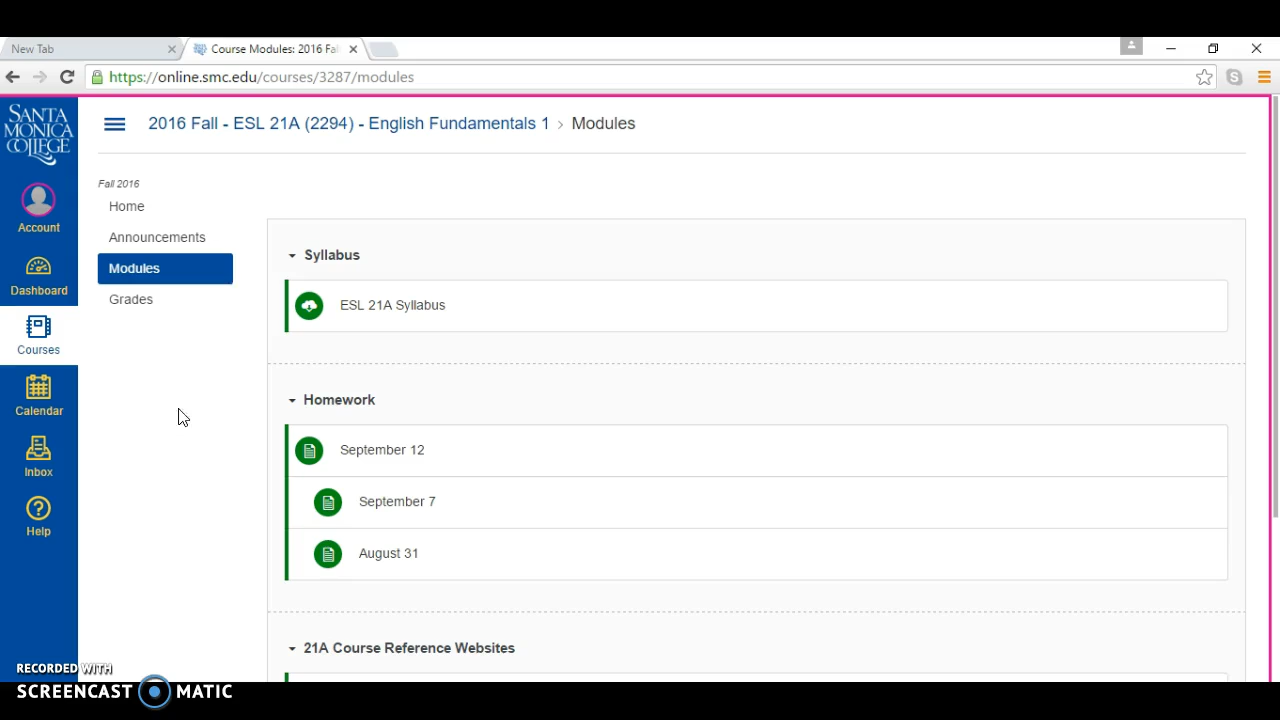 New Tab
Course Modules: 2016 Fal
https://online.smc.edu/courses/3287/modules
SANTA
MONICA
COLLEGE
2016 Fall - ESL 21A (2294) - English Fundamentals 1 › Modules
Fall 2016
Home
Announcements
Modules
Grades
Account
Dashboard
Courses
Calendar
Inbox
Help
Syllabus
ESL 21A Syllabus
Homework
September 12
September 7
August 31
21A Course Reference Websites
RECORDED WITH
SCREENCAST MATIC